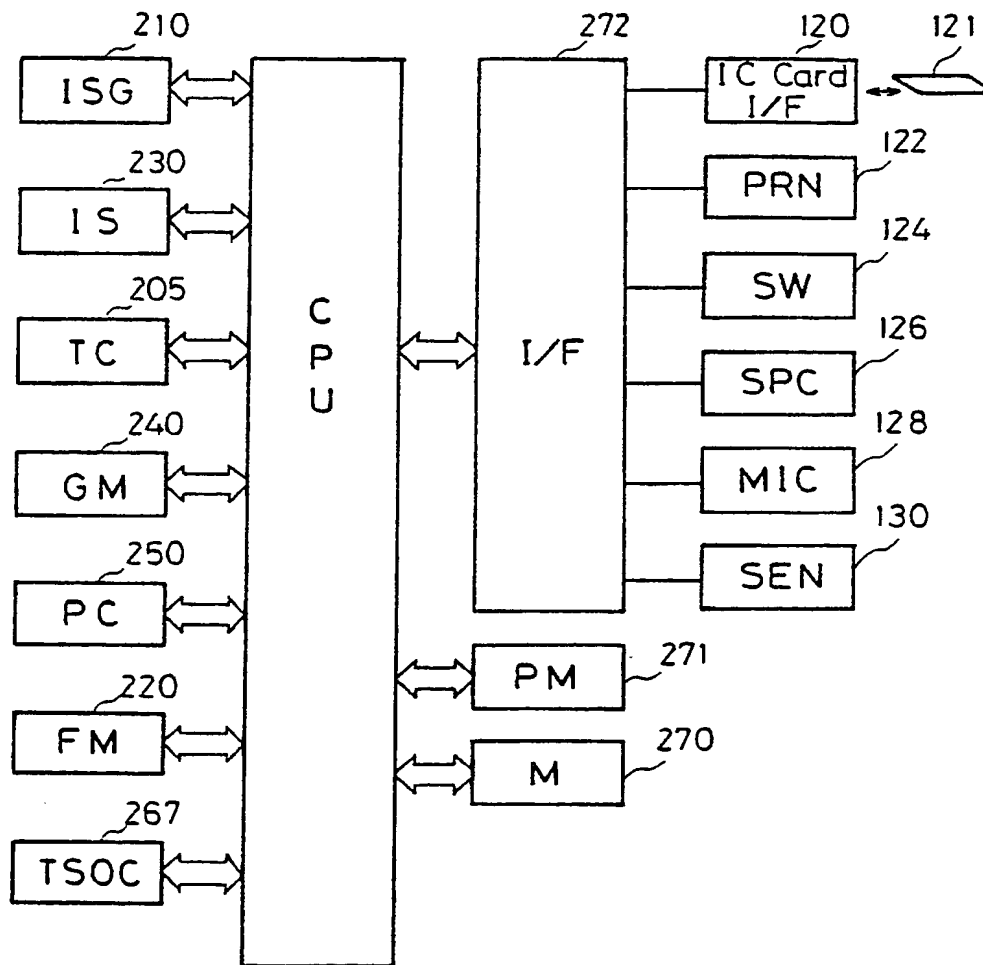 210
ISG
230
IS
205
TC
240
GM
250
PC
220
FM
267
TSOC
CPU
272
I/F
120
IC Card
I/F
121
122
PRN
124
SW
126
SPC
128
MIC
130
SEN
271
PM
270
M